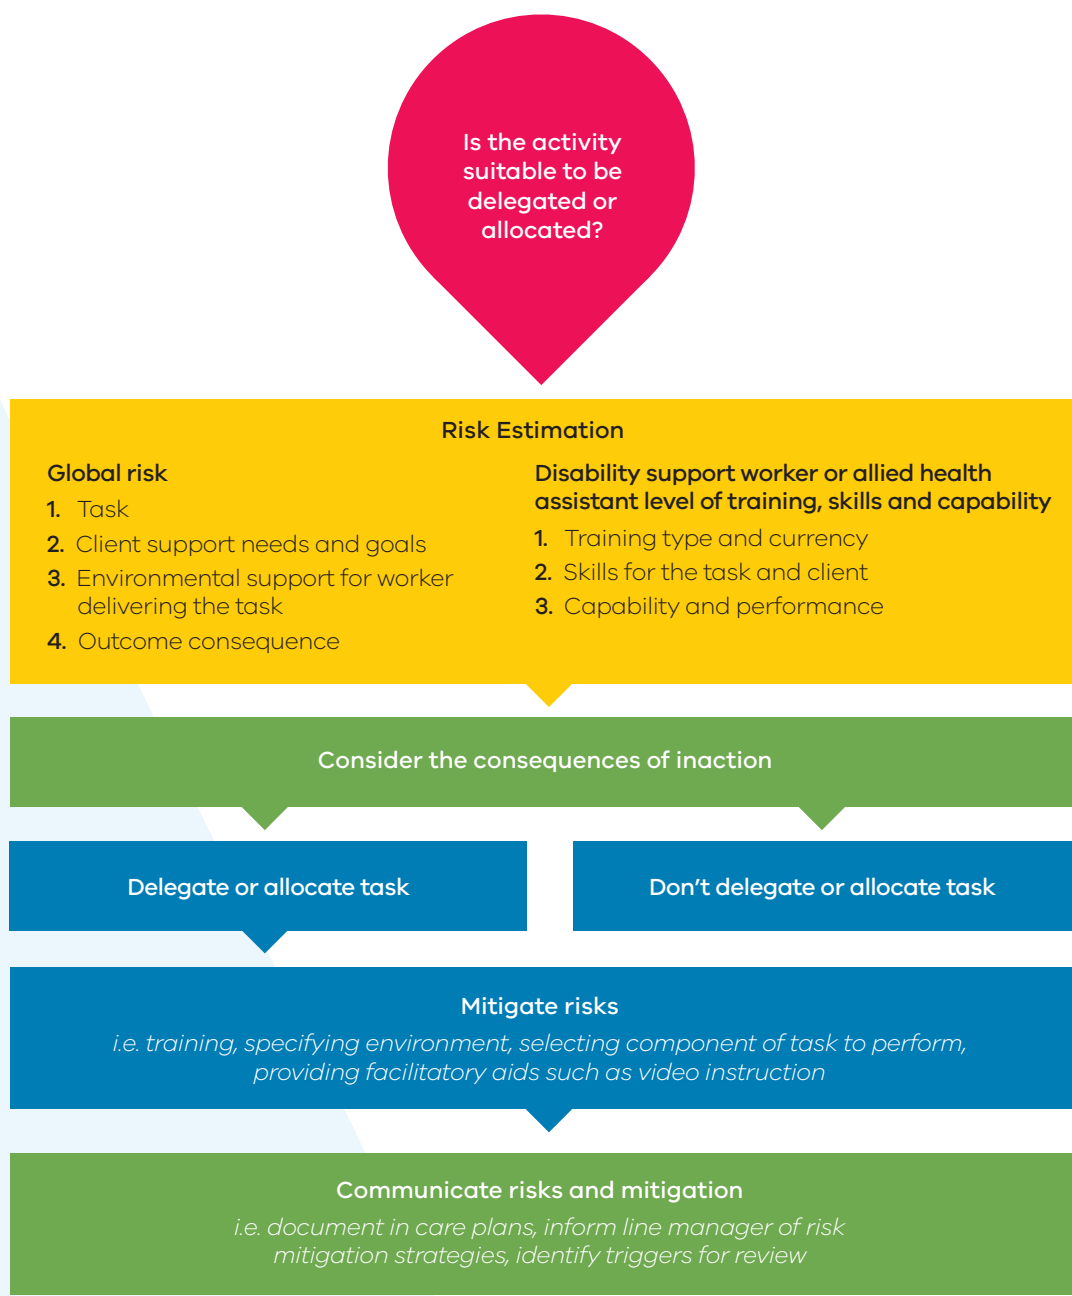 Is the activity
suitable to be
delegated or
allocated?
Risk Estimation
Global risk
1. Task
2. Client support needs and goals
3. Environmental support for worker
delivering the task
4. Outcome consequence
Disability support worker or allied health
assistant level of training, skills and capability
1. Training type and currency
2. Skills for the task and client
3. Capability and performance
Consider the consequences of inaction
Delegate or allocate task
Don't delegate or allocate task
Mitigate risks
i.e. training, specifying environment, selecting component of task to perform,
providing facilitatory aids such as video instruction
Communicate risks and mitigation
i.e. document in care plans, inform line manager of risk
mitigation strategies, identify triggers for review